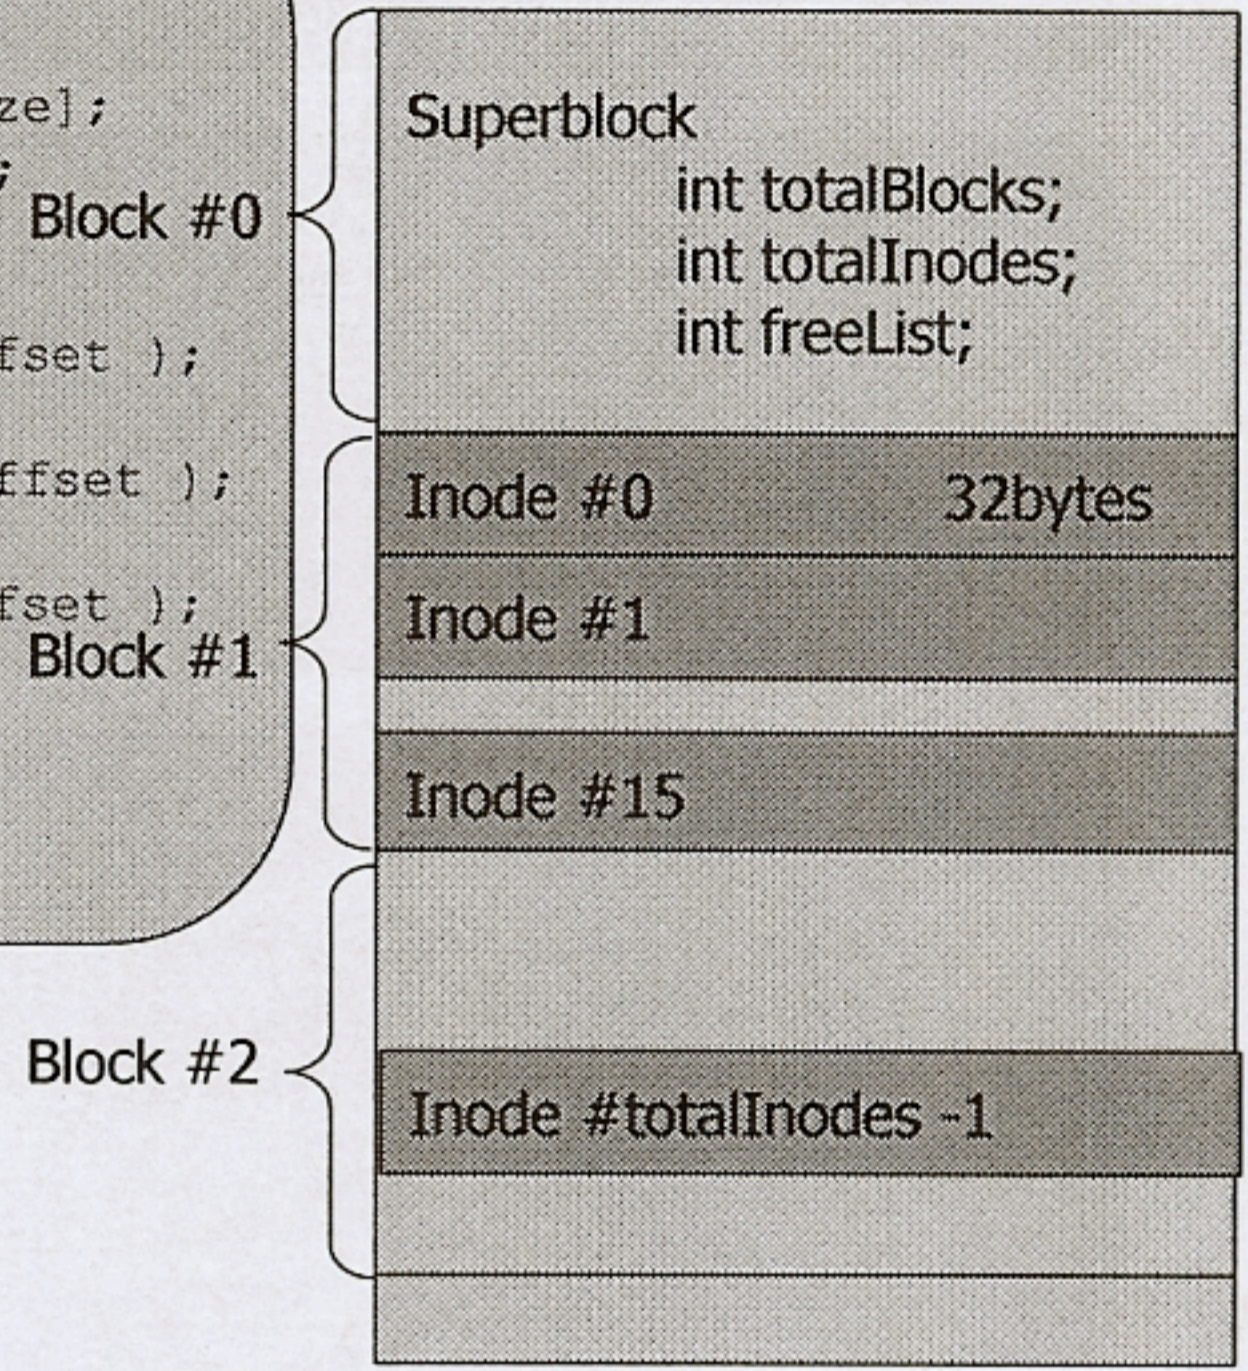 ze];
;
fset );
ffset );
fset );
Block #0
Superblock
int totalBlocks;
int totalInodes;
int freeList;
Block #1
Inode #0 32bytes
Inode #1
Inode #15
Block #2
Inode #totalInodes -1